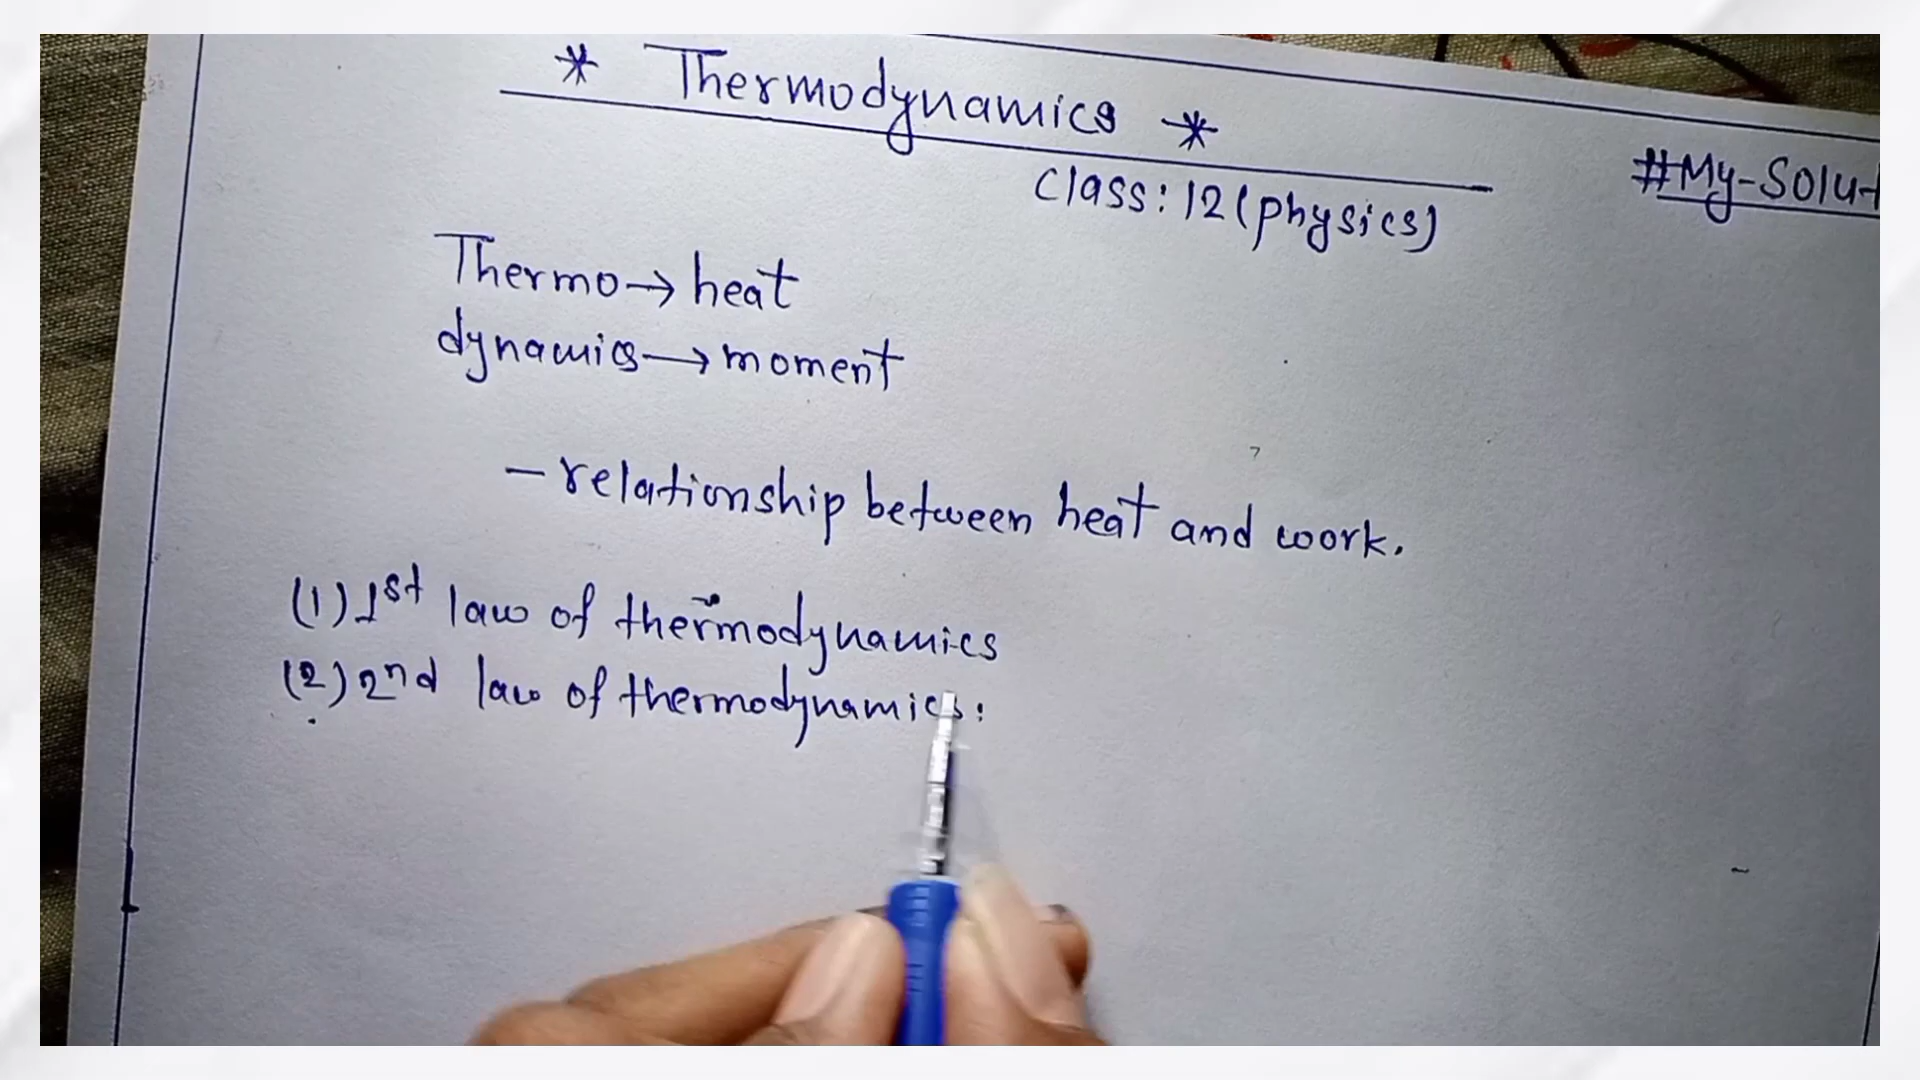 * Thermodynamics *
#My-Solut
Class: 12 (physics)
Thermo → heat
dynamics → moment
- relationship between heat and work.
(1) 1st law of thermodynamics
(2) 2nd law of thermodynamics: